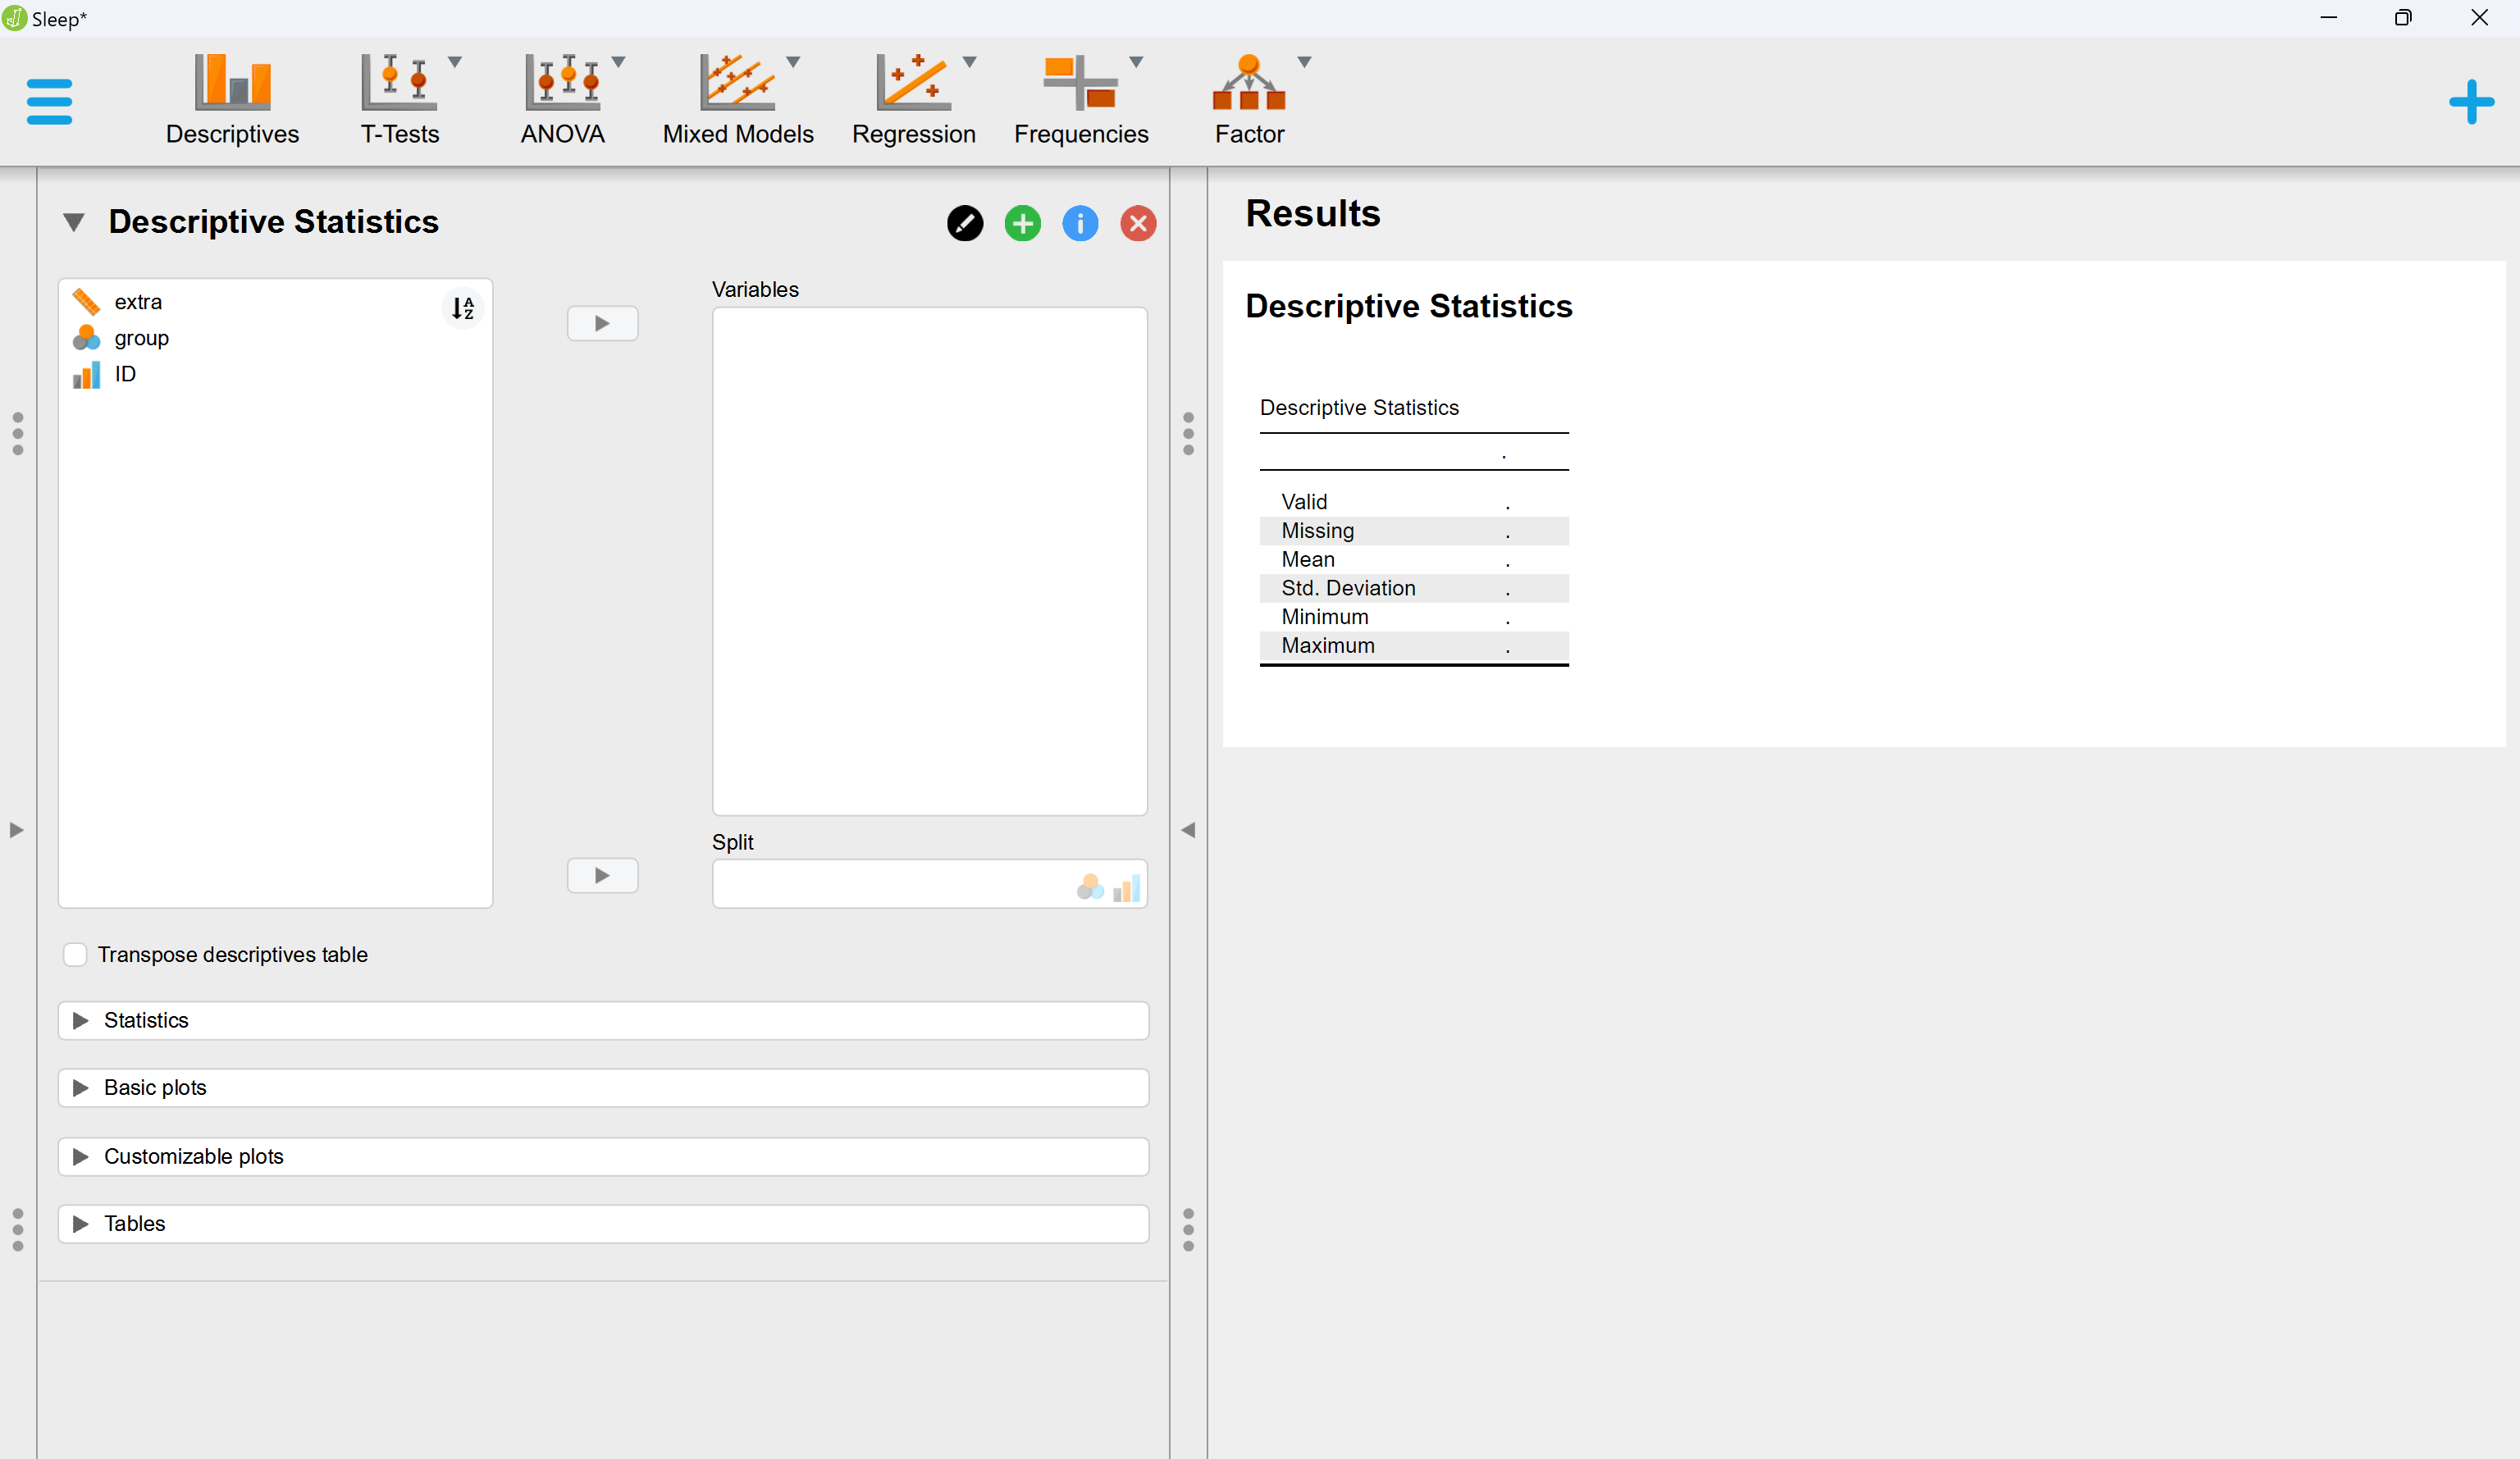 Sleep*
Descriptives
T-Tests
ANOVA
Mixed Models
Regression
Frequencies
Factor
Descriptive Statistics
extra
group
ID
A
Z
Variables
Split
Transpose descriptives table
Statistics
Basic plots
Customizable plots
Tables
Results
Descriptive Statistics
Descriptive Statistics
.
Valid .
Missing .
Mean .
Std. Deviation .
Minimum .
Maximum .